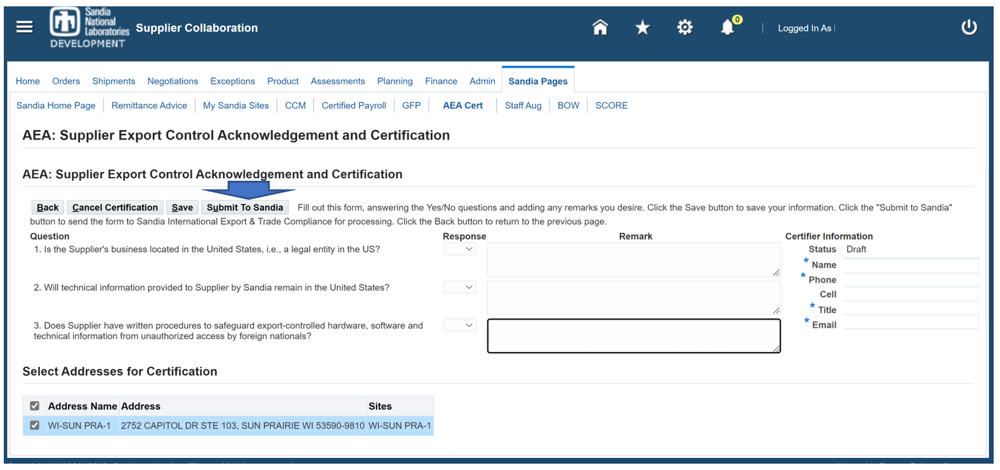 Sandia
National
Laboratories
DEVELOPMENT
Supplier Collaboration
0
Logged In As
Home Orders Shipments Negotiations Exceptions Product Assessments Planning Finance Admin Sandia Pages
Sandia Home Page Remittance Advice My Sandia Sites CCM Certified Payroll GFP AEA Cert Staff Aug BOW SCORE
AEA: Supplier Export Control Acknowledgement and Certification
AEA: Supplier Export Control Acknowledgement and Certification
Back Cancel Certification Save Submit To Sandia Fill out this form, answering the Yes/No questions and adding any remarks you desire. Click the Save button to save your information. Click the "Submit to Sandia"
button to send the form to Sandia International Export & Trade Compliance for processing. Click the Back button to return to the previous page.
Question Response Remark Certifier Information
1. Is the Supplier's business located in the United States, i.e., a legal entity in the US?
Status Draft
* Name
* Phone
2. Will technical information provided to Supplier by Sandia remain in the United States?
Cell
* Title
3. Does Supplier have written procedures to safeguard export-controlled hardware, software and
technical information from unauthorized access by foreign nationals?
* Email
Select Addresses for Certification
Address Name Address Sites
WI-SUN PRA-1 2752 CAPITOL DR STE 103, SUN PRAIRIE WI 53590-9810 WI-SUN PRA-1